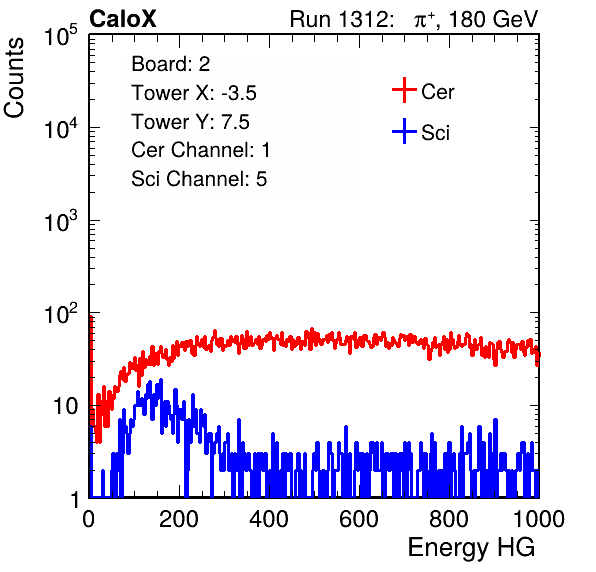 CaloX Run 1312: π⁺, 180 GeV
Counts
10⁵
10⁴
10³
10²
10
1
Board: 2
Tower X: -3.5
Tower Y: 7.5
Cer Channel: 1
Sci Channel: 5
Cer
Sci
0 200 400 600 800 1000
Energy HG